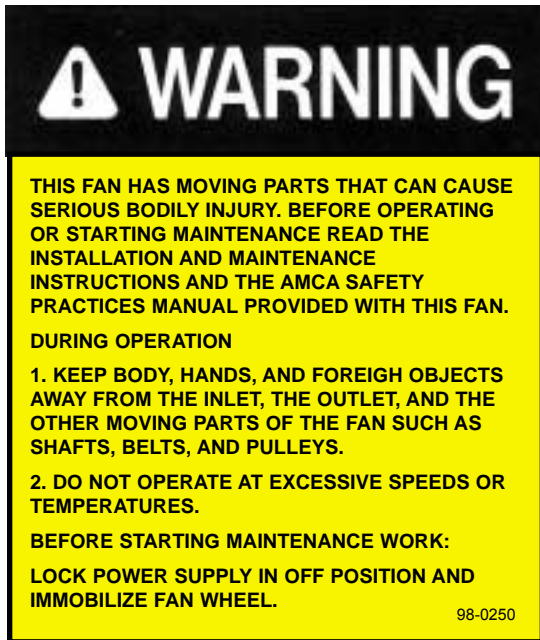 WARNING
THIS FAN HAS MOVING PARTS THAT CAN CAUSE
SERIOUS BODILY INJURY. BEFORE OPERATING
OR STARTING MAINTENANCE READ THE
INSTALLATION AND MAINTENANCE
INSTRUCTIONS AND THE AMCA SAFETY
PRACTICES MANUAL PROVIDED WITH THIS FAN.
DURING OPERATION
1. KEEP BODY, HANDS, AND FOREIGH OBJECTS
AWAY FROM THE INLET, THE OUTLET, AND THE
OTHER MOVING PARTS OF THE FAN SUCH AS
SHAFTS, BELTS, AND PULLEYS.
2. DO NOT OPERATE AT EXCESSIVE SPEEDS OR
TEMPERATURES.
BEFORE STARTING MAINTENANCE WORK:
LOCK POWER SUPPLY IN OFF POSITION AND
IMMOBILIZE FAN WHEEL.
98-0250